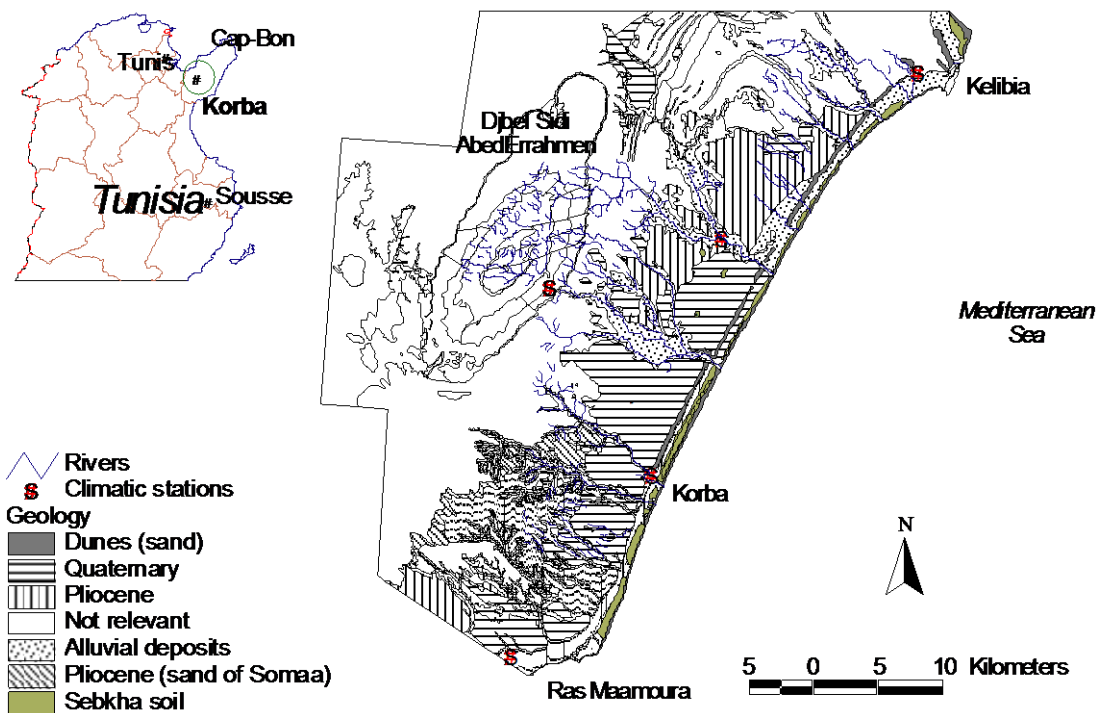 Cap-Bon
Tunis
#
#
Korba
Tunisia
#
Sousse
Kelibia
Djbel Sidi
AbedErrahmen
Mediterranean
Sea
Korba
Ras Maamoura
S
S
S
S
S
Rivers
S Climatic stations
Geology
Dunes (sand)
Quaternary
Pliocene
Not relevant
Alluvial deposits
Pliocene (sand of Somaa)
Sebkha soil
N
5 0 5 10 Kilometers